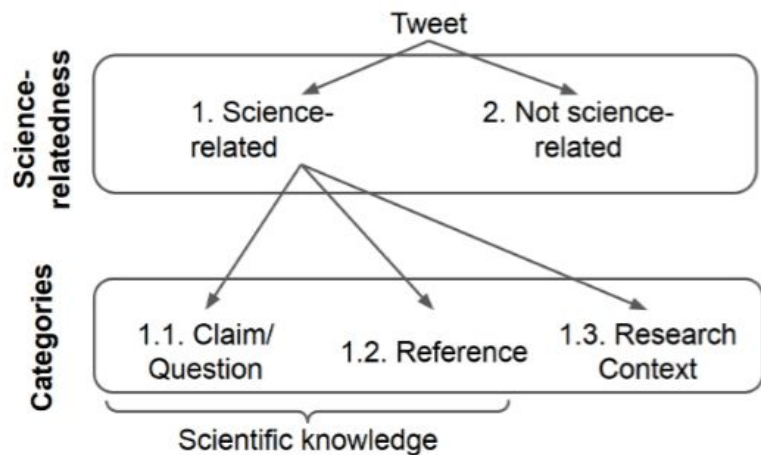 Tweet
Science-
relatedness
1. Science-
related
2. Not science-
related
Categories
1.1. Claim/
Question
1.2. Reference
1.3. Research
Context
Scientific knowledge